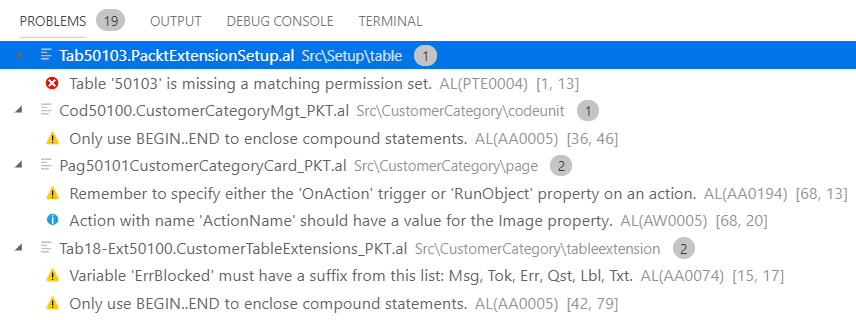 PROBLEMS 19 OUTPUT DEBUG CONSOLE TERMINAL
Tab50103.PacktExtensionSetup.al Src\Setup\table 1
Table '50103' is missing a matching permission set. AL(PTE0004) [1, 13]
Cod50100.CustomerCategoryMgt_PKT.al Src\CustomerCategory\codeunit 1
Only use BEGIN..END to enclose compound statements. AL(AA0005) [36, 46]
Pag50101CustomerCategoryCard_PKT.al Src\CustomerCategory\page 2
Remember to specify either the 'OnAction' trigger or 'RunObject' property on an action. AL(AA0194) [68, 13]
Action with name 'ActionName' should have a value for the Image property. AL(AW0005) [68, 20]
Tab18-Ext50100.CustomerTableExtensions_PKT.al Src\CustomerCategory\tableextension 2
Variable 'ErrBlocked' must have a suffix from this list: Msg, Tok, Err, Qst, Lbl, Txt. AL(AA0074) [15, 17]
Only use BEGIN..END to enclose compound statements. AL(AA0005) [42, 79]